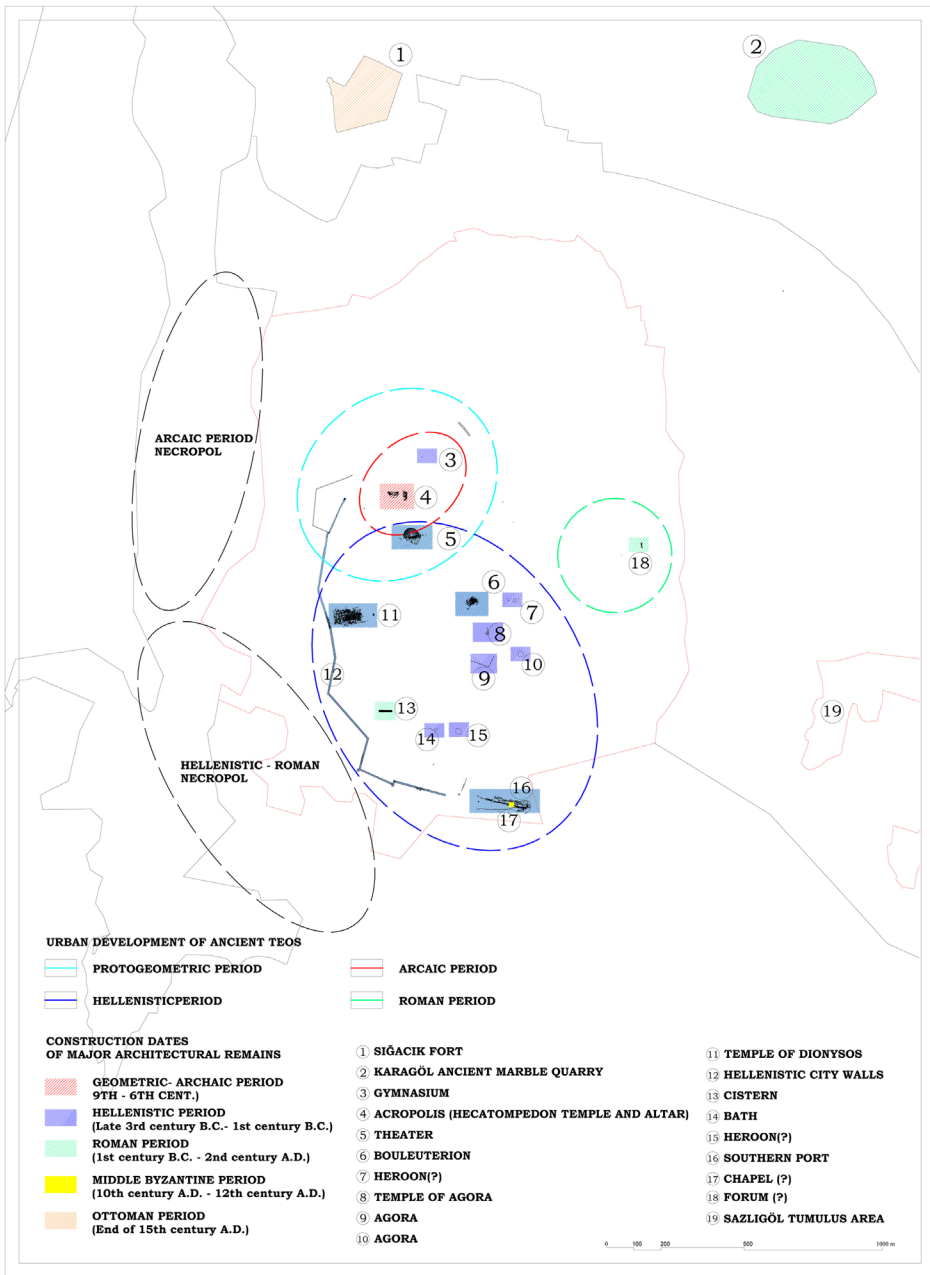 1
2
ARCAIC PERIOD
NECROPOL
3
4
5
6
7
8
9
10
11
12
13
14
15
16
17
18
19
HELLENISTIC - ROMAN
NECROPOL
URBAN DEVELOPMENT OF ANCIENT TEOS
PROTOGEOMETRIC PERIOD
ARCAIC PERIOD
HELLENISTICPERIOD
ROMAN PERIOD
CONSTRUCTION DATES
OF MAJOR ARCHITECTURAL REMAINS
GEOMETRIC- ARCHAIC PERIOD
9TH - 6TH CENT.)
HELLENISTIC PERIOD
(Late 3rd century B.C.- 1st century B.C.)
ROMAN PERIOD
(1st century B.C. - 2nd century A.D.)
MIDDLE BYZANTINE PERIOD
(10th century A.D. - 12th century A.D.)
OTTOMAN PERIOD
(End of 15th century A.D.)
1 SIĞACIK FORT
2 KARAGÖL ANCIENT MARBLE QUARRY
3 GYMNASIUM
4 ACROPOLIS (HECATOMPEDON TEMPLE AND ALTAR)
5 THEATER
6 BOULEUTERION
7 HEROON(?)
8 TEMPLE OF AGORA
9 AGORA
10 AGORA
11 TEMPLE OF DIONYSOS
12 HELLENISTIC CITY WALLS
13 CISTERN
14 BATH
15 HEROON(?)
16 SOUTHERN PORT
17 CHAPEL (?)
18 FORUM (?)
19 SAZLIGÖL TUMULUS AREA
0 100 200 500 1000 m